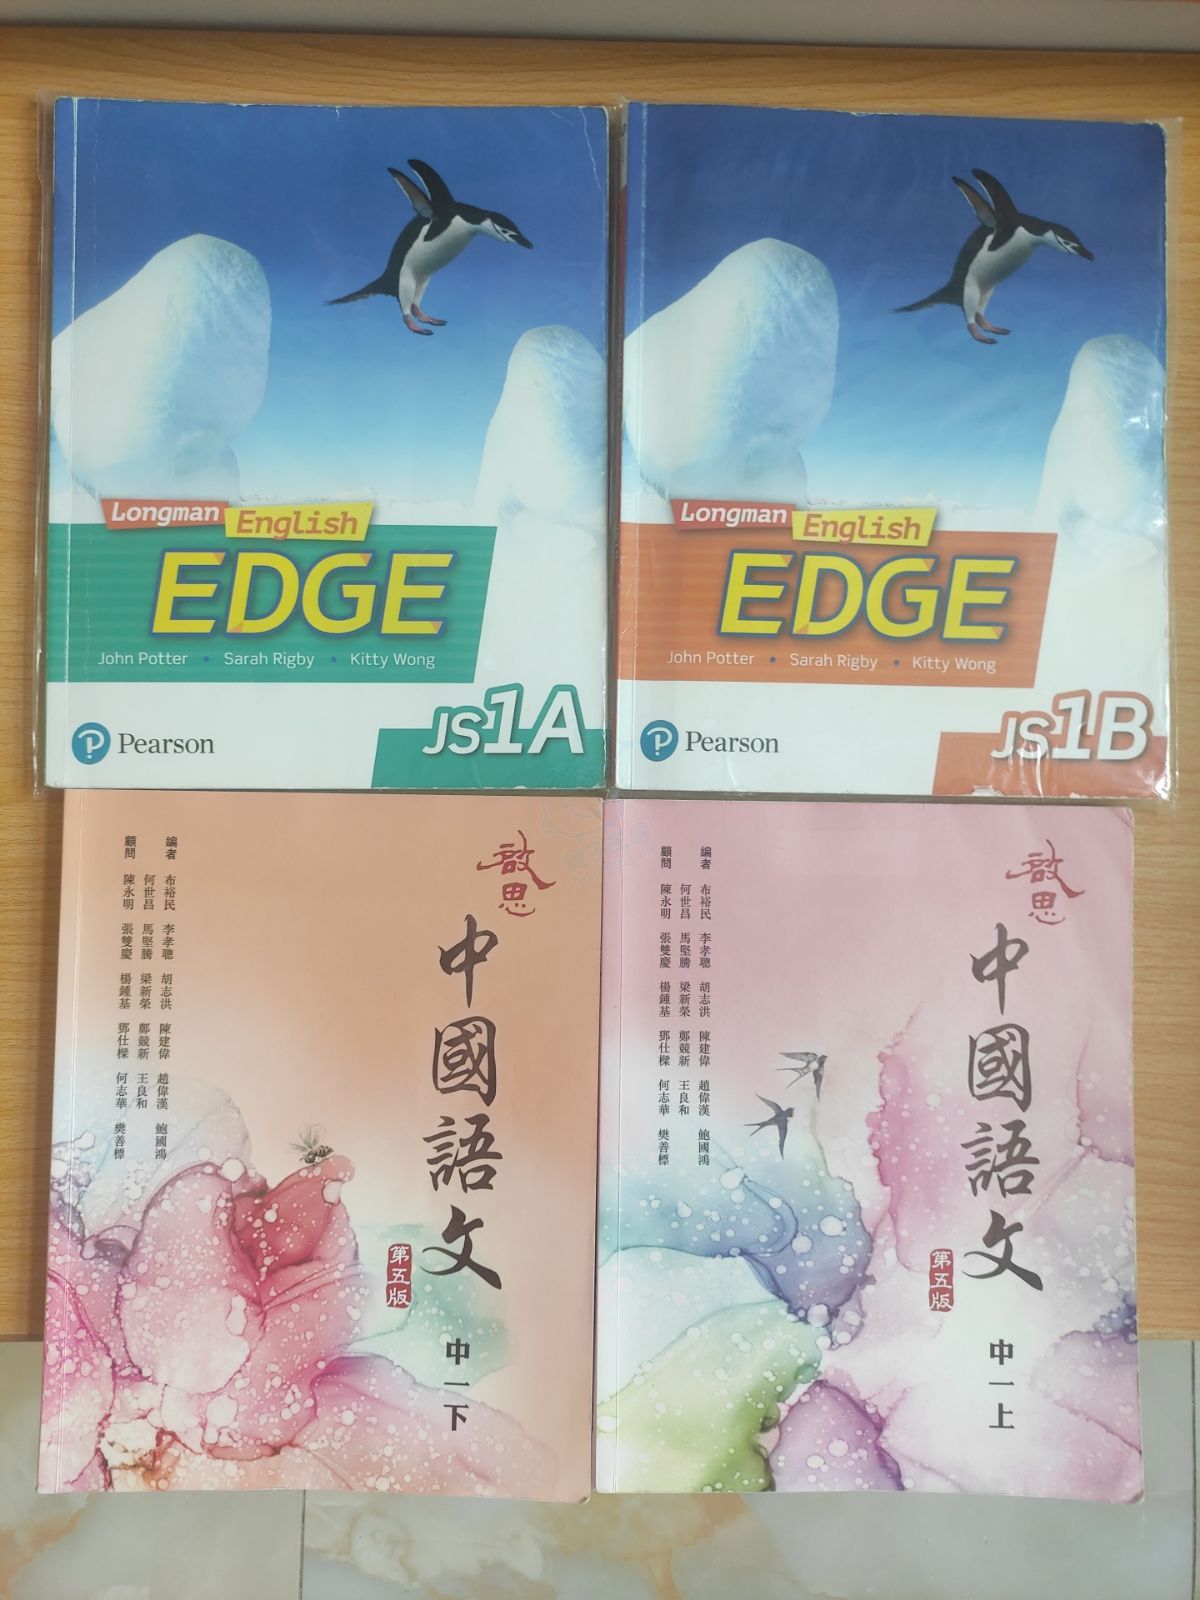 Longman
English
EDGE
John Potter • Sarah Rigby • Kitty Wong
Pearson
JS1A
Longman
English
EDGE
John Potter • Sarah Rigby • Kitty Wong
Pearson
JS1B
啟思
中國語文
第五版
中一下
編者 布裕民 李孝聰 胡志洪 陳建偉 趙偉漢 鮑國鴻
何世昌 馬堅騰 梁新榮 鄭競新 王良和
顧問 陳永明 張雙慶 楊鍾基 鄧仕樑 何志華 樊善標
啟思
中國語文
第五版
中一上
編者 布裕民 李孝聰 胡志洪 陳建偉 趙偉漢 鮑國鴻
何世昌 馬堅騰 梁新榮 鄭競新 王良和
顧問 陳永明 張雙慶 楊鍾基 鄧仕樑 何志華 樊善標